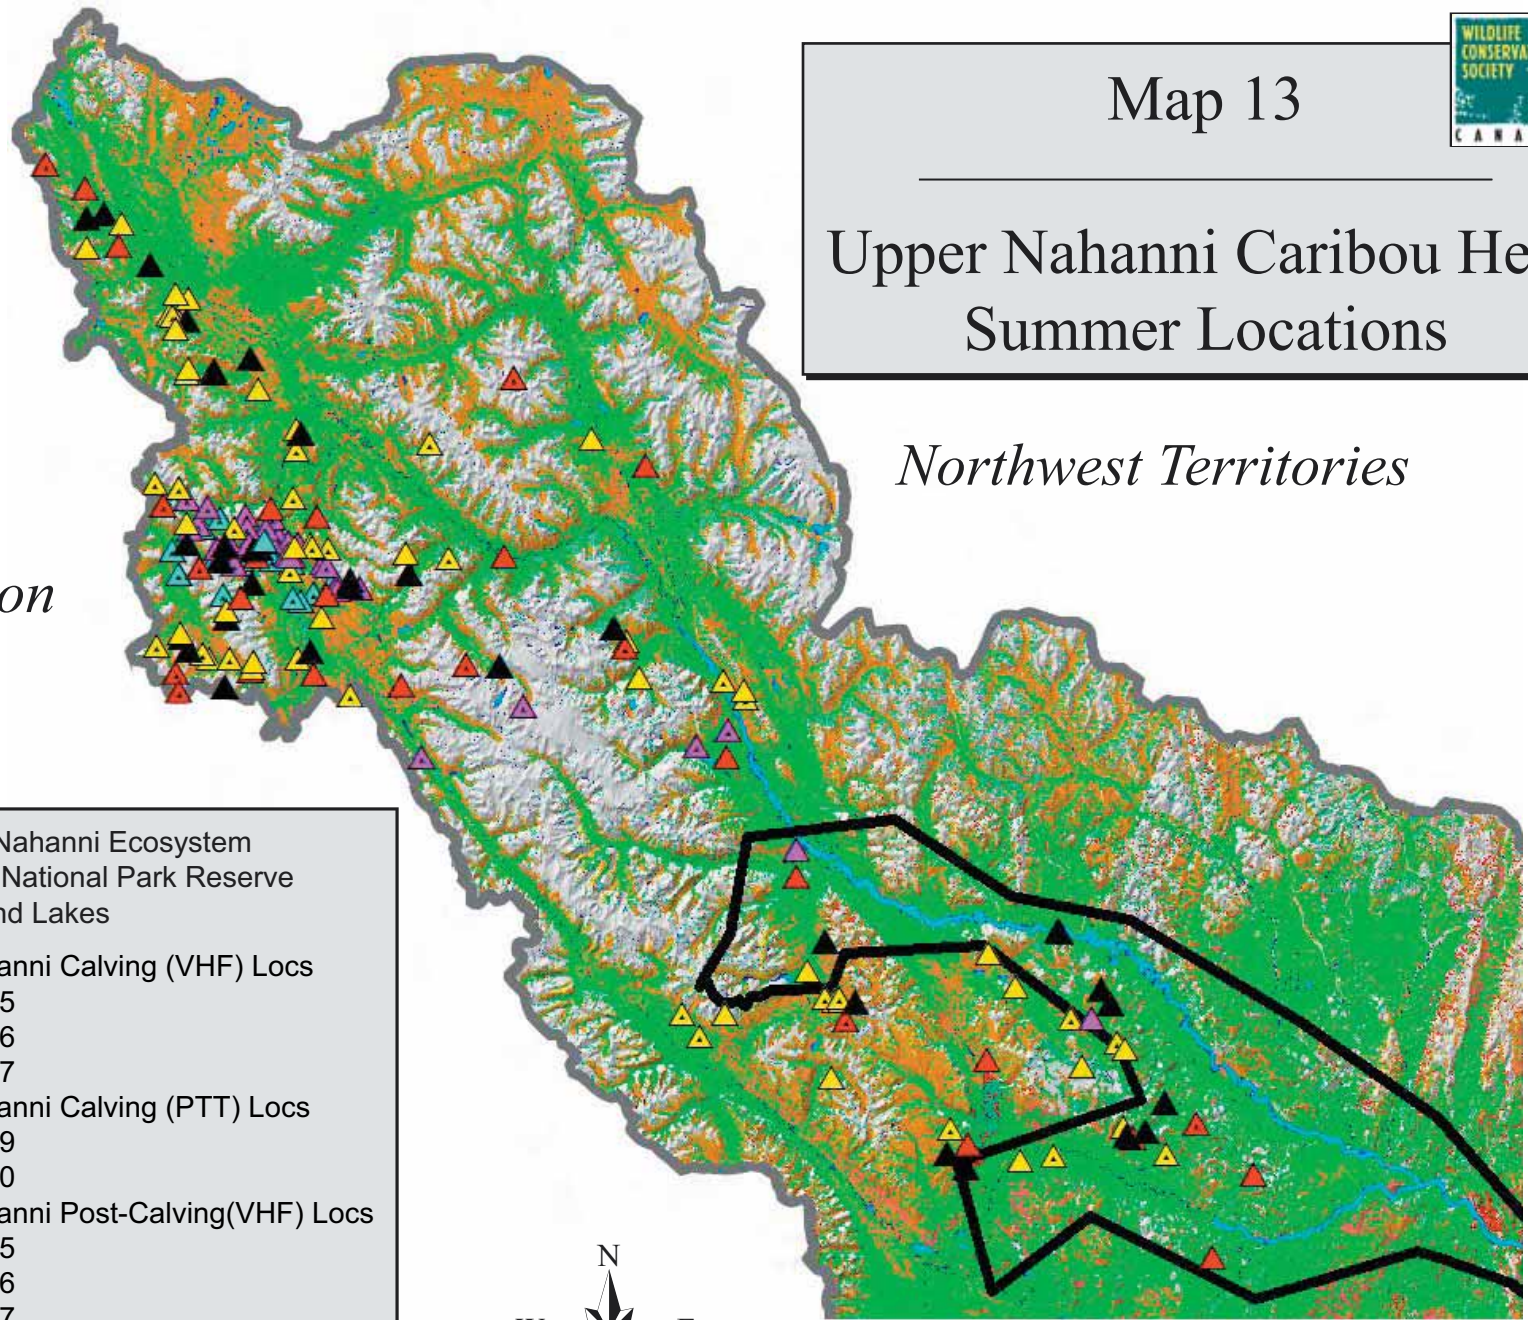 Map 13
WILDLIFE
CONSERVA
SOCIETY
CANA
Upper Nahanni Caribou He
Summer Locations
Northwest Territories
on
Nahanni Ecosystem
National Park Reserve
nd Lakes
anni Calving (VHF) Locs
5
6
7
anni Calving (PTT) Locs
9
0
anni Post-Calving(VHF) Locs
5
6
7
N
W E